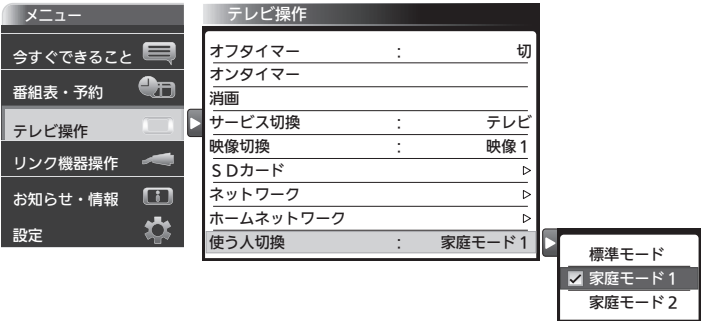 メニュー
今すぐできること
番組表・予約
テレビ操作
リンク機器操作
お知らせ・情報
設定
テレビ操作
オフタイマー : 切
オンタイマー
消画
サービス切換 : テレビ
映像切換 : 映像1
SDカード
ネットワーク
ホームネットワーク
使う人切換 : 家庭モード1
標準モード
家庭モード1
家庭モード2